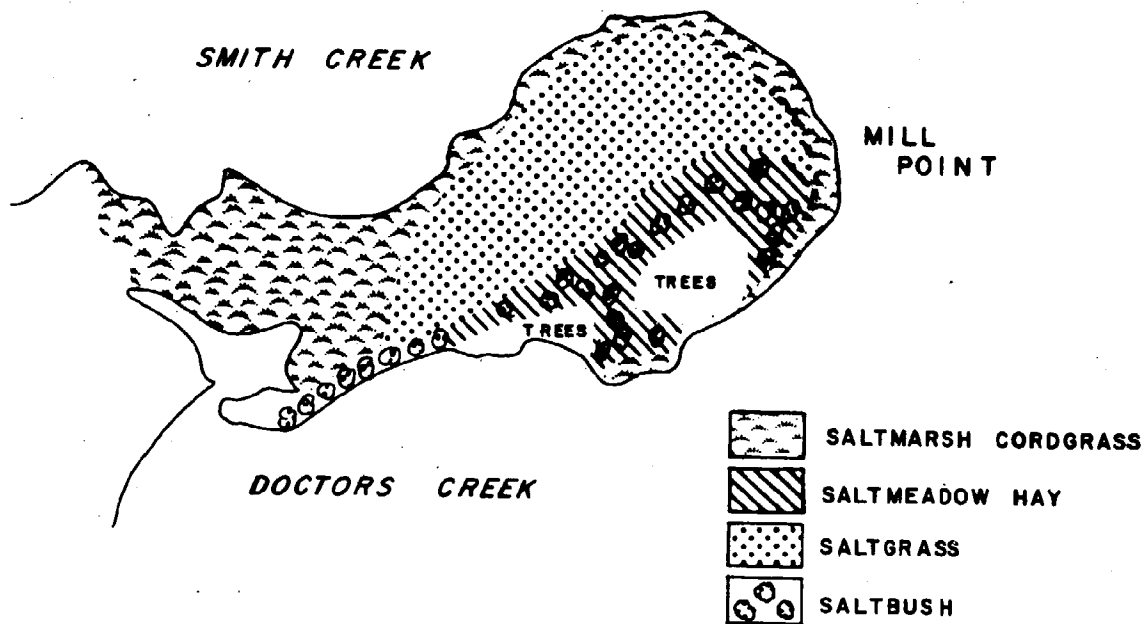 SMITH CREEK
MILL
POINT
TREES
TREES
DOCTORS CREEK
SALTMARSH CORDGRASS
SALTMEADOW HAY
SALTGRASS
SALTBUSH